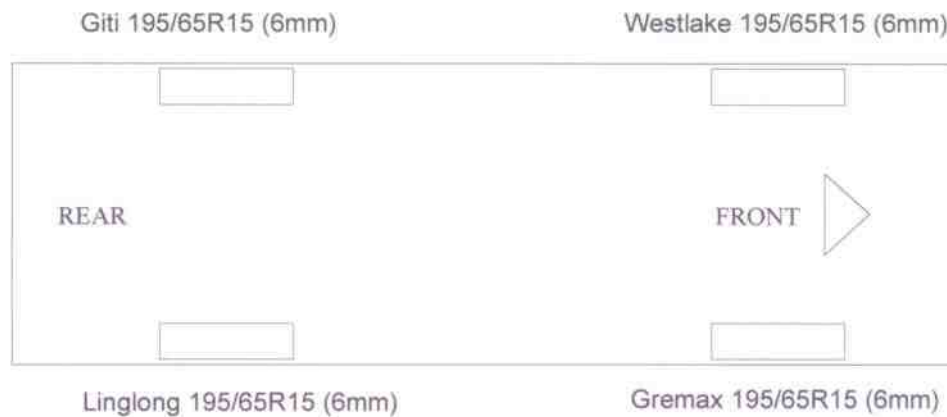 Giti 195/65R15 (6mm)
Westlake 195/65R15 (6mm)
REAR
FRONT
Linglong 195/65R15 (6mm)
Gremax 195/65R15 (6mm)